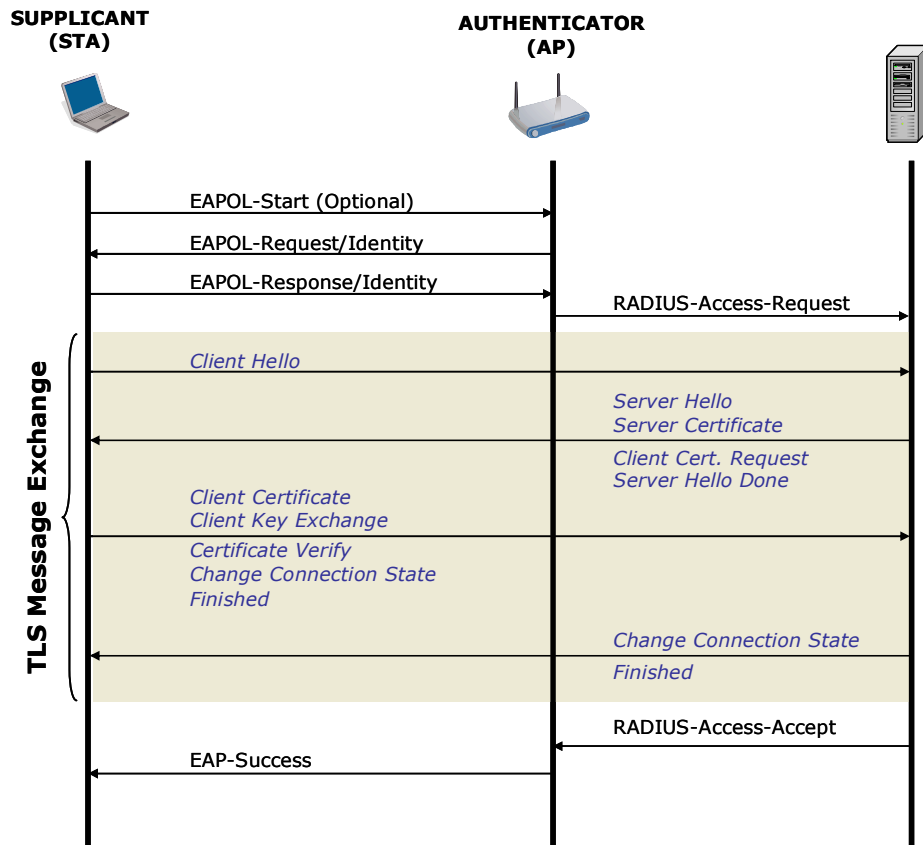 SUPPLICANT
(STA)
AUTHENTICATOR
(AP)
EAPOL-Start (Optional)
EAPOL-Request/Identity
EAPOL-Response/Identity
RADIUS-Access-Request
TLS Message Exchange
Client Hello
Server Hello
Server Certificate
Client Cert. Request
Server Hello Done
Client Certificate
Client Key Exchange
Certificate Verify
Change Connection State
Finished
Change Connection State
Finished
RADIUS-Access-Accept
EAP-Success